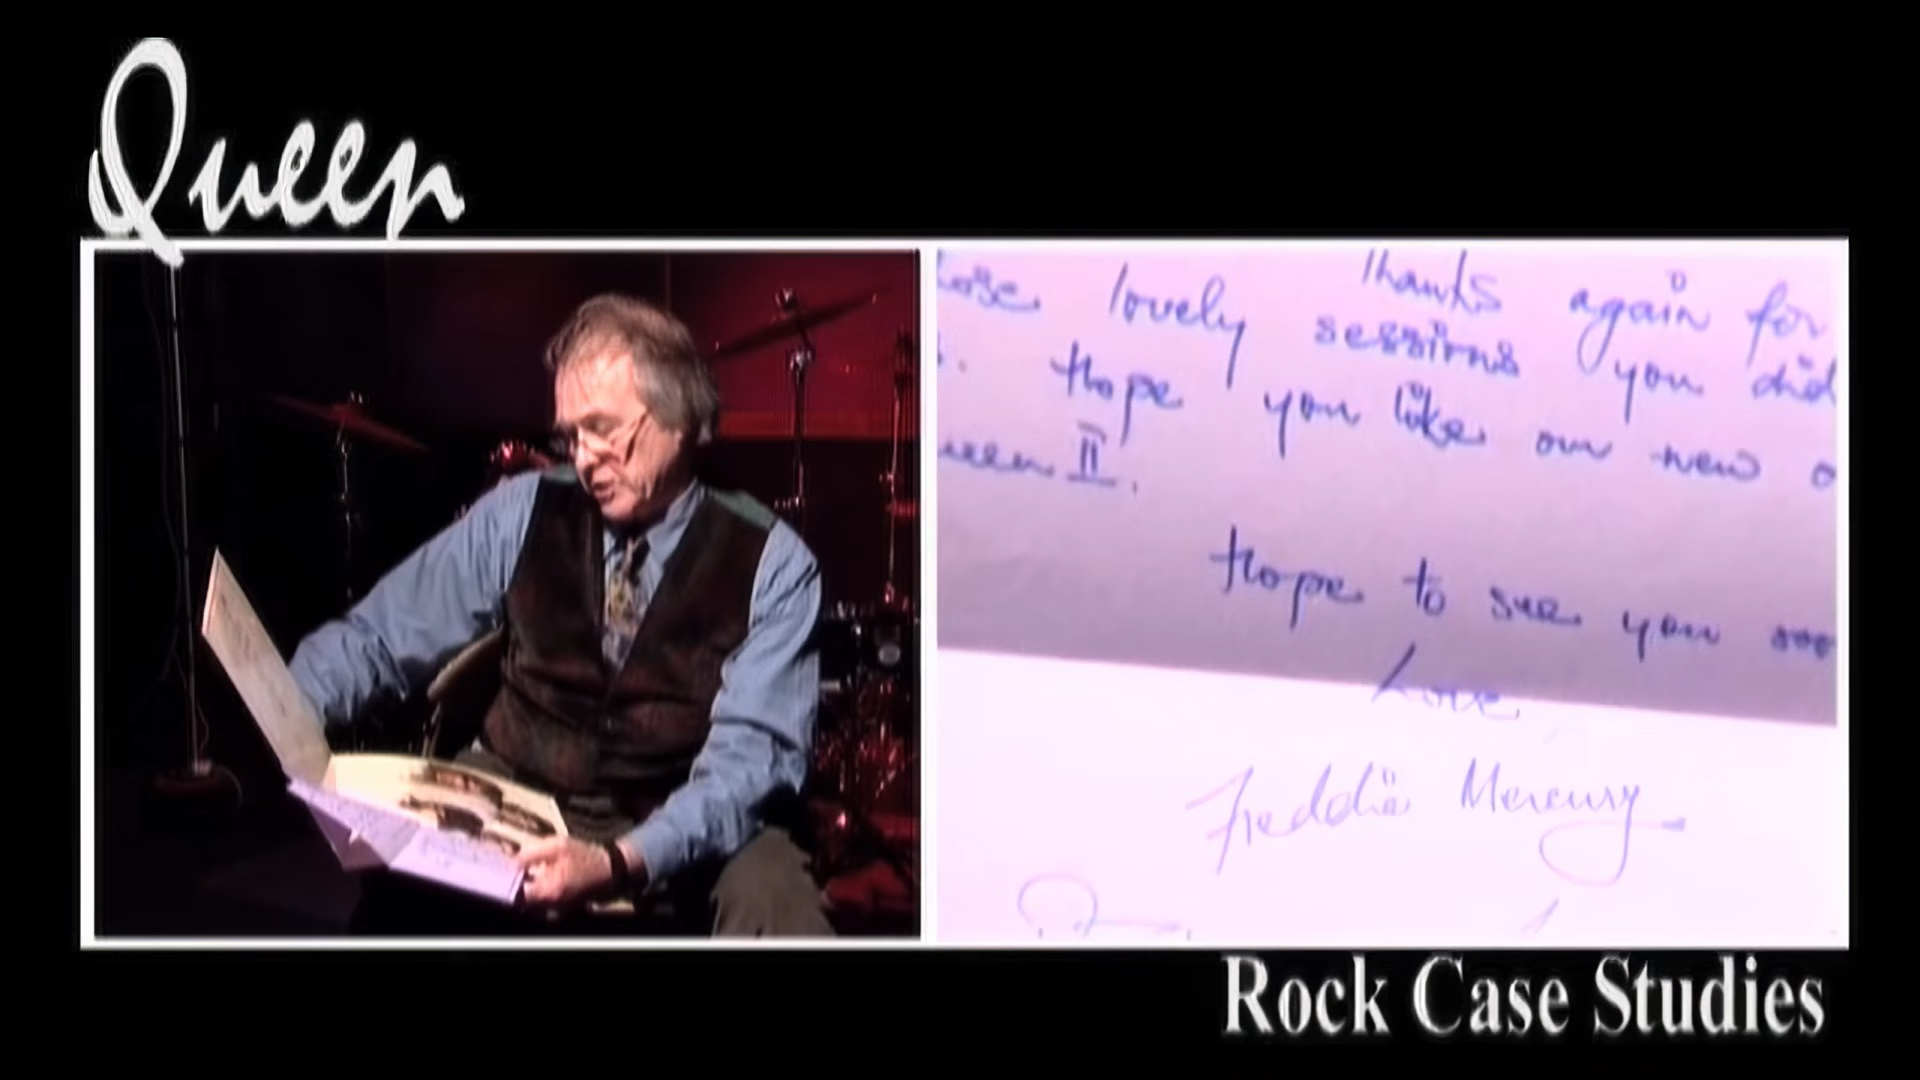 Queen
Thanks again for
lovely sessions you did
Hope you like our new
II.
Hope to see you
Love
Freddie Mercury
Rock Case Studies